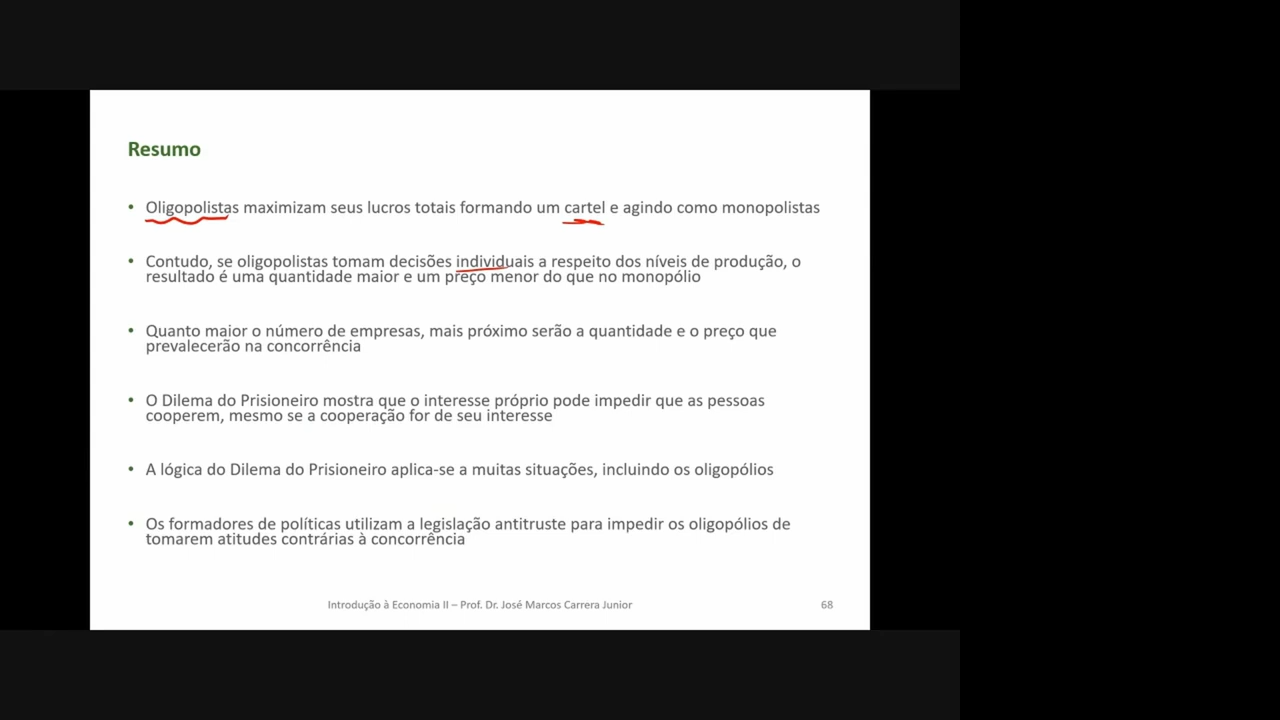 Resumo
• Oligopolistas maximizam seus lucros totais formando um cartel e agindo como monopolistas
• Contudo, se oligopolistas tomam decisões individuais a respeito dos níveis de produção, o
resultado é uma quantidade maior e um preço menor do que no monopólio
• Quanto maior o número de empresas, mais próximo serão a quantidade e o preço que
prevalecerão na concorrência
• O Dilema do Prisioneiro mostra que o interesse próprio pode impedir que as pessoas
cooperem, mesmo se a cooperação for de seu interesse
• A lógica do Dilema do Prisioneiro aplica-se a muitas situações, incluindo os oligopólios
• Os formadores de políticas utilizam a legislação antitruste para impedir os oligopólios de
tomarem atitudes contrárias à concorrência
Introdução à Economia II – Prof. Dr. José Marcos Carrera Junior
68